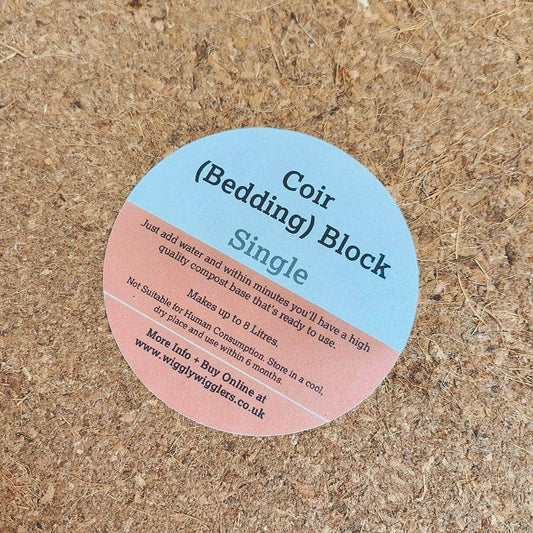 Coir
(Bedding) Block
Single
Just add water and within minutes you'll have a high
quality compost base that's ready to use.
Makes up to 8 Litres.
Not Suitable for Human Consumption. Store in a cool,
dry place and use within 6 months.
More Info + Buy Online at
www.wigglywigglers.co.uk